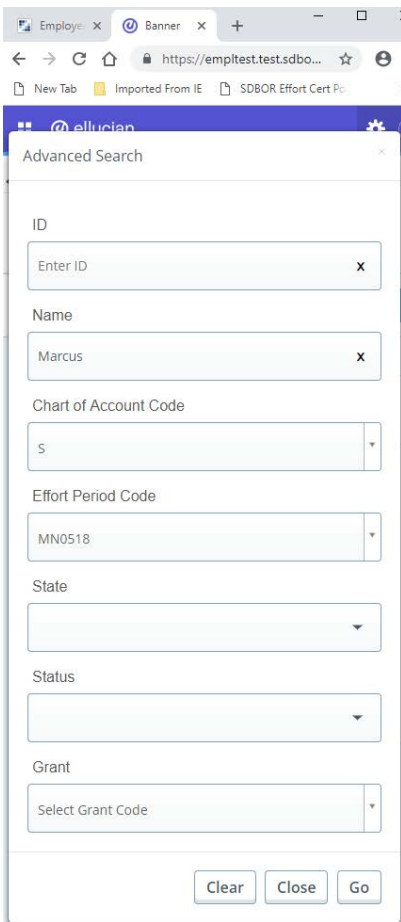 Employe
Banner
https://empltest.test.sdbo...
New Tab
Imported From IE
SDBOR Effort Cert Po
ellucian
Advanced Search
ID
Enter ID
x
Name
Marcus
x
Chart of Account Code
S
Effort Period Code
MN0518
State
Status
Grant
Select Grant Code
Clear
Close
Go